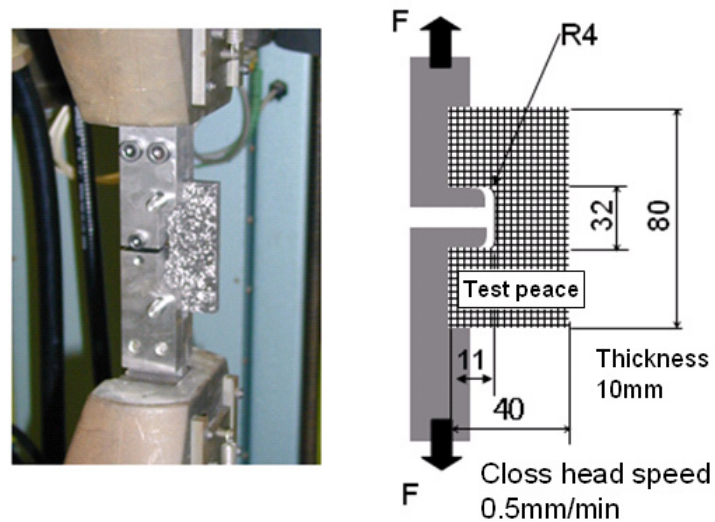 F
R4
32
80
Test peace
11
Thickness
10mm
40
Closs head speed
F
0.5mm/min